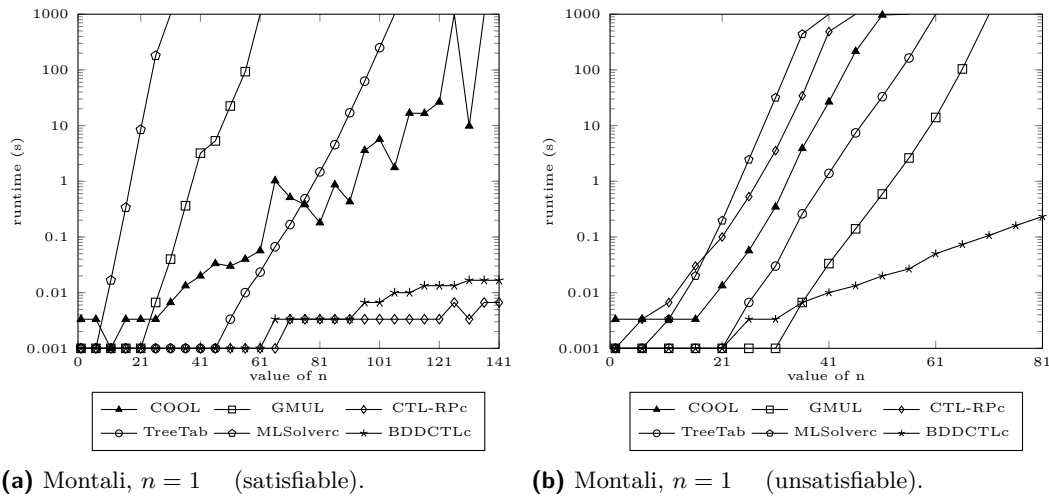 1000
100
10
1
0.1
0.01
0.001
runtime (s)
0 21 41 61 81 101 121 141
value of n
COOL GMUL CTL-RPc
TreeTab MLSolverc BDDCTLc
(a) Montali, n = 1 (satisfiable).
1000
100
10
1
0.1
0.01
0.001
runtime (s)
0 21 41 61 81
value of n
COOL GMUL CTL-RPc
TreeTab MLSolverc BDDCTLc
(b) Montali, n = 1 (unsatisfiable).